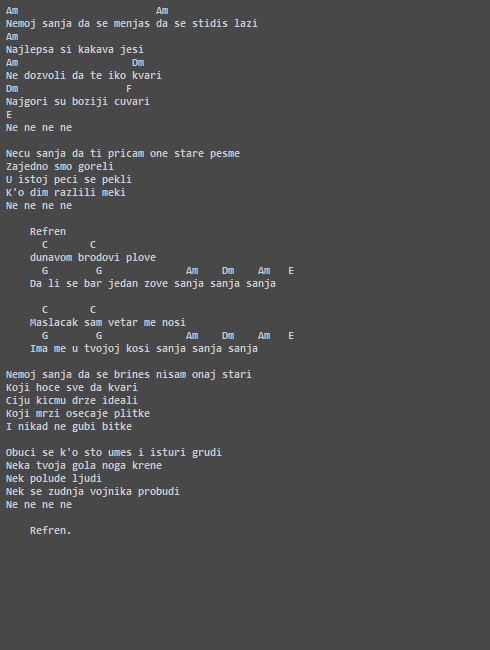 Am                       Am
Nemoj sanja da se menjas da se stidis lazi
Am
Najlepsa si kakava jesi
Am                   Dm
Ne dozvoli da te iko kvari
Dm                  F
Najgori su boziji cuvari
E
Ne ne ne ne

Necu sanja da ti pricam one stare pesme
Zajedno smo goreli
U istoj peci se pekli
K'o dim razlili meki
Ne ne ne ne

    Refren
      C       C
    dunavom brodovi plove
      G        G              Am    Dm    Am   E
    Da li se bar jedan zove sanja sanja sanja

      C       C
    Maslacak sam vetar me nosi
      G        G              Am    Dm    Am   E
    Ima me u tvojoj kosi sanja sanja sanja

Nemoj sanja da se brines nisam onaj stari
Koji hoce sve da kvari
Ciju kicmu drze ideali
Koji mrzi osecaje plitke
I nikad ne gubi bitke

Obuci se k'o sto umes i isturi grudi
Neka tvoja gola noga krene
Nek polude ljudi
Nek se zudnja vojnika probudi
Ne ne ne ne

    Refren.